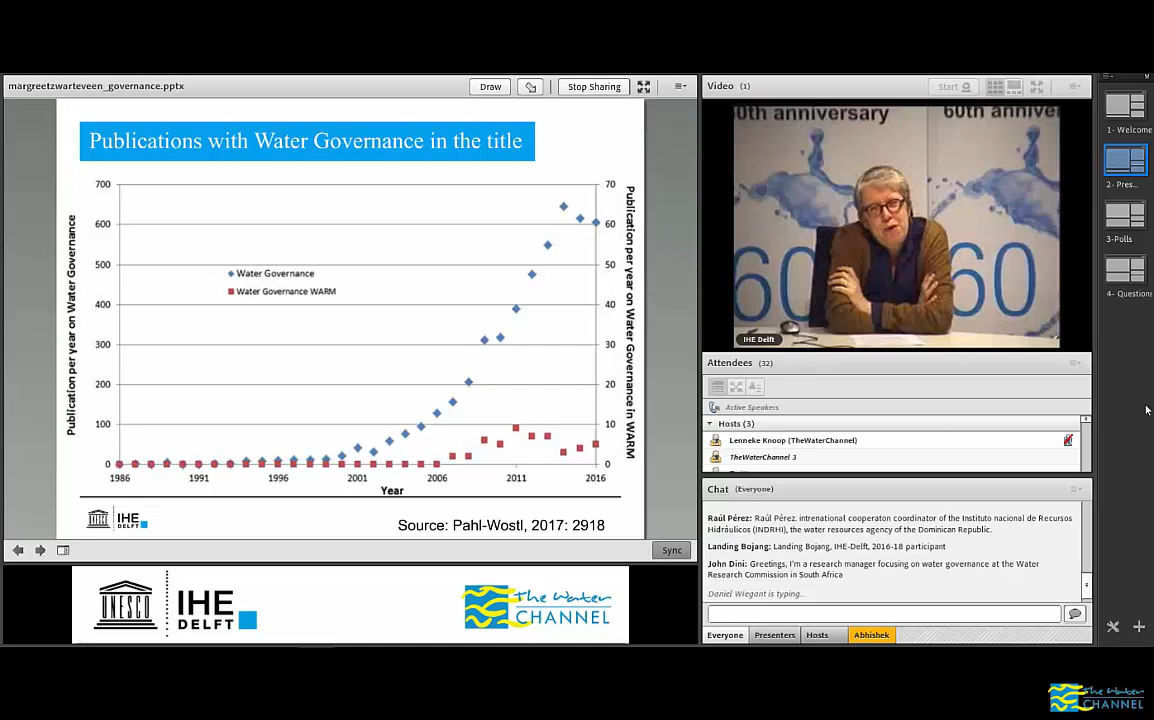 margreetzwarteveen_governance.pptx
Draw
Stop Sharing
Publications with Water Governance in the title
700
600
500
400
300
200
100
0
70
60
50
40
30
20
10
0
Publication per year on Water Governance
Publication per year on Water Governance in WARM
Water Governance
Water Governance WARM
1986
1991
1996
2001
2006
2011
2016
Year
UNESCO
IHE
DELFT
Source: Pahl-Wostl, 2017: 2918
Sync
UNESCO
IHE
DELFT
The Water
CHANNEL
Video (1)
Start
60th anniversary
60th anniver
60
60
IHE Delft
Attendees (32)
Active Speakers
Hosts (3)
Lenneke Knoop (TheWaterChannel)
TheWaterChannel 3
Chat (Everyone)
Raúl Pérez: Raúl Pérez. intrenational cooperaton coordinator of the Instituto nacional de Recursos
Hidráulicos (INDRHI), the water resources agency of the Dominican Republic.
Landing Bojang: Landing Bojang, IHE-Delft, 2016-18 participant
John Dini: Greetings, I'm a research manager focusing on water governance at the Water
Research Commission in South Africa
Daniel Wiegant is typing...
Everyone
Presenters
Hosts
Abhishek
1- Welcome
2- Pres...
3-Polls
4- Questions
The Water
CHANNEL